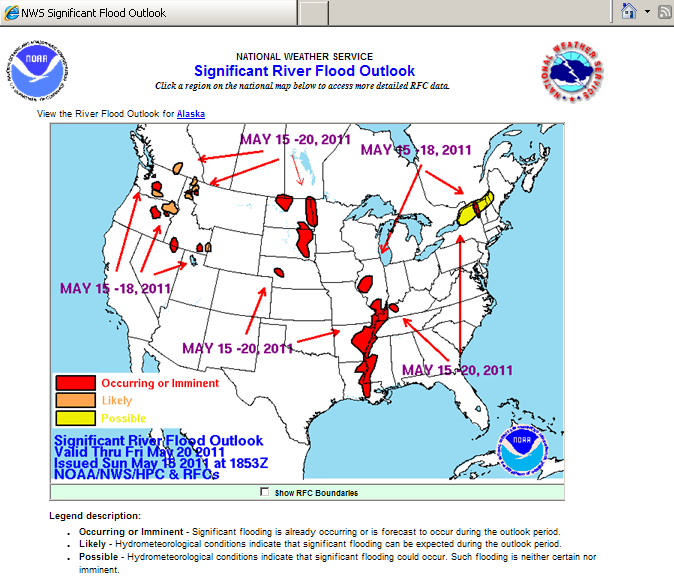 NWS Significant Flood Outlook
NATIONAL WEATHER SERVICE
Significant River Flood Outlook
Click a region on the national map below to access more detailed RFC data.
NOAA
NATIONAL WEATHER SERVICE
View the River Flood Outlook for Alaska
MAY 15 -20, 2011
MAY 15 -18, 2011
MAY 15 -18, 2011
MAY 15 -20, 2011
MAY 15 -20, 2011
Occurring or Imminent
Likely
Possible
Significant River Flood Outlook
Valid Thru Fri May 20 2011
Issued Sun May 15 2011 at 1853Z
NOAA/NWS/HPC & RFCs
NOAA
Show RFC Boundaries
Legend description:
Occurring or Imminent - Significant flooding is already occurring or is forecast to occur during the outlook period.
Likely - Hydrometeorological conditions indicate that significant flooding can be expected during the outlook period.
Possible - Hydrometeorological conditions indicate that significant flooding could occur. Such flooding is neither certain nor
imminent.